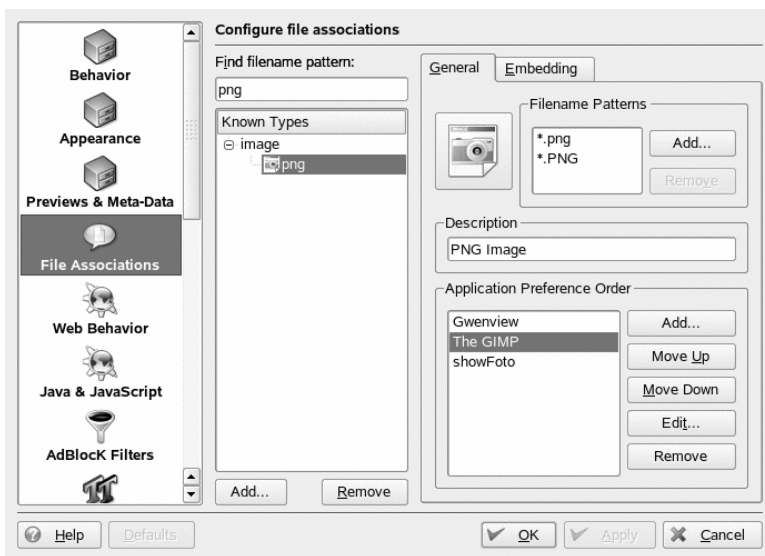 Configure file associations
Behavior
Appearance
Previews & Meta-Data
File Associations
Web Behavior
Java & JavaScript
AdBlocK Filters
Find filename pattern:
png
Known Types
image
png
Add...
Remove
General
Embedding
Filename Patterns
*.png
*.PNG
Add...
Remove
Description
PNG Image
Application Preference Order
Gwenview
The GIMP
showFoto
Add...
Move Up
Move Down
Edit...
Remove
Help
Defaults
OK
Apply
Cancel